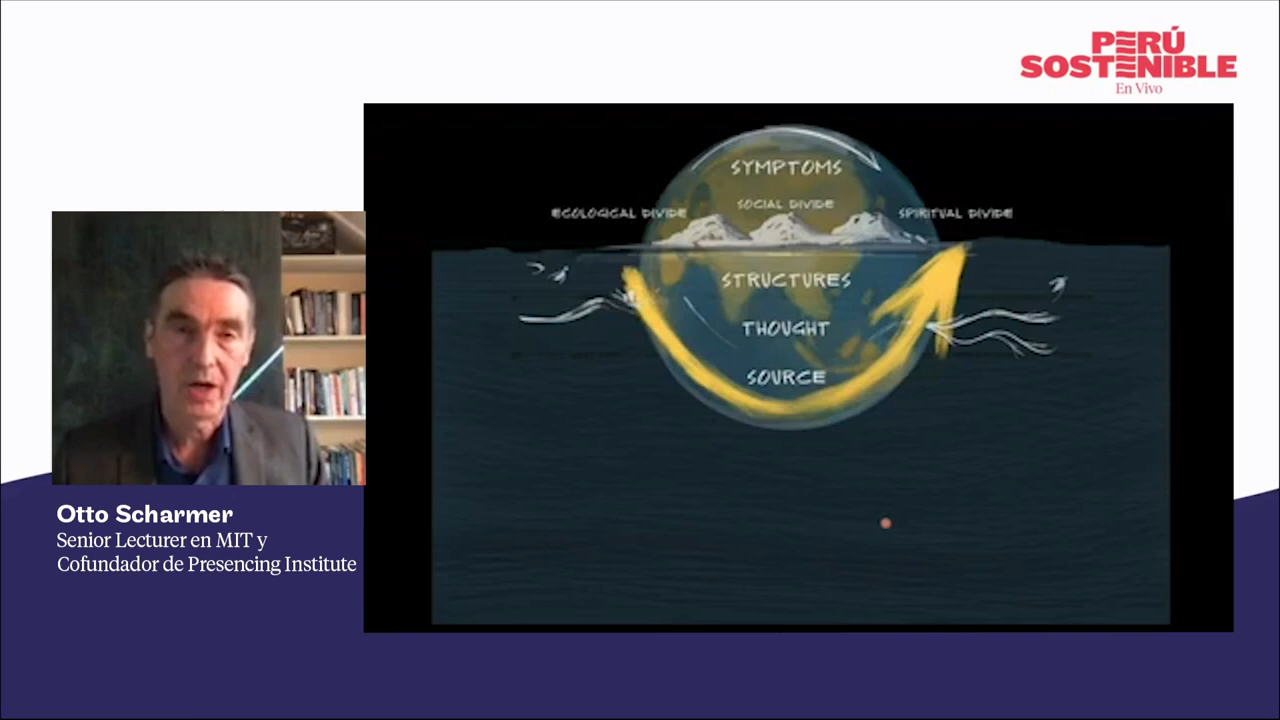 PERÚ
SOSTENIBLE
En Vivo
SYMPTOMS
SOCIAL DIVIDE
ECOLOGICAL DIVIDE
SPIRITUAL DIVIDE
STRUCTURES
THOUGHT
SOURCE
Otto Scharmer
Senior Lecturer en MIT y
Cofundador de Presencing Institute